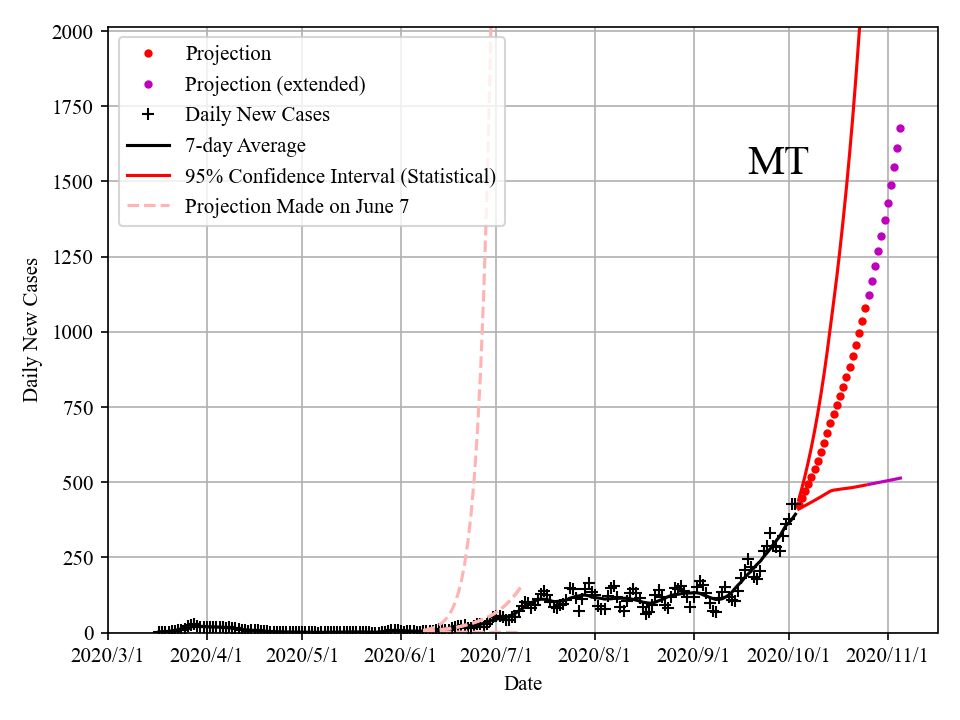 2000
1750
1500
1250
1000
750
500
250
0
Daily New Cases
Projection
Projection (extended)
Daily New Cases
7-day Average
95% Confidence Interval (Statistical)
Projection Made on June 7
MT
2020/3/1 2020/4/1 2020/5/1 2020/6/1 2020/7/1 2020/8/1 2020/9/1 2020/10/1 2020/11/1
Date